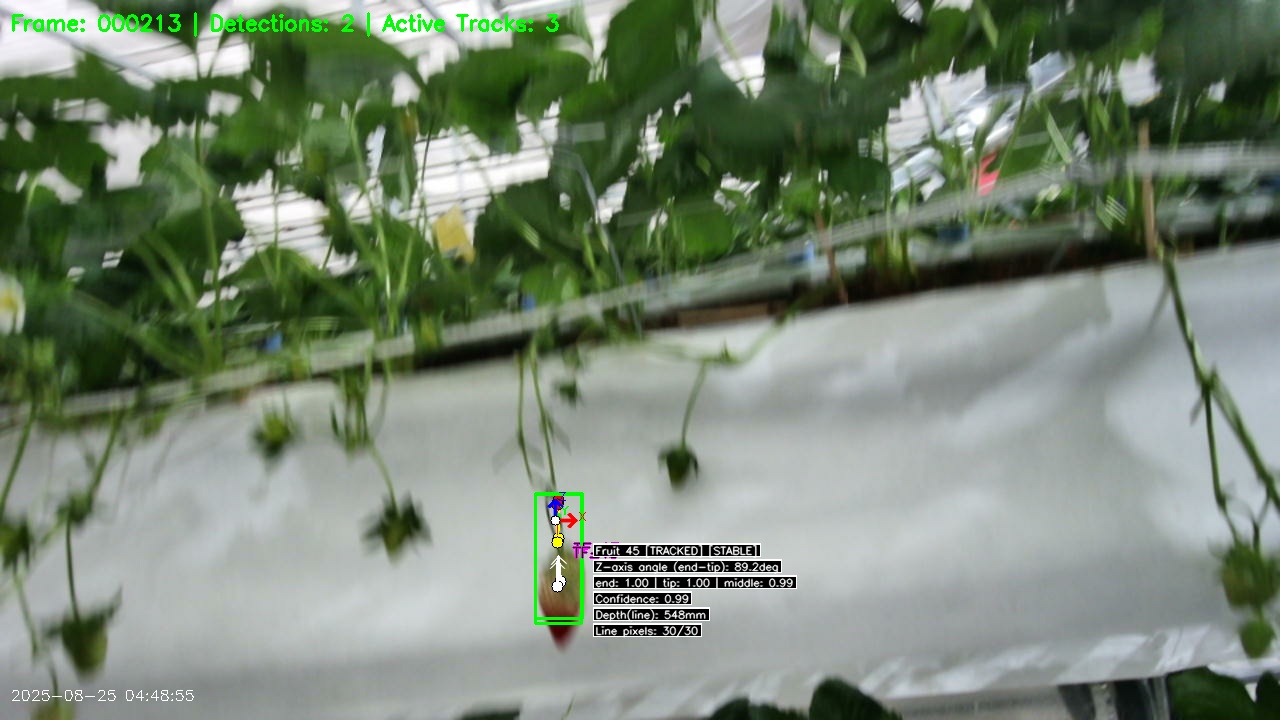 Frame: 000213 | Detections: 2 | Active Tracks: 3
Z
x
Fruit 45 [TRACKED] [STABLE]
Z-axis angle (end-tip): 89.2deg
end: 1.00 | tip: 1.00 | middle: 0.99
Confidence: 0.99
Depth(line): 548mm
Line pixels: 30/30
2025-08-25 04:48:55